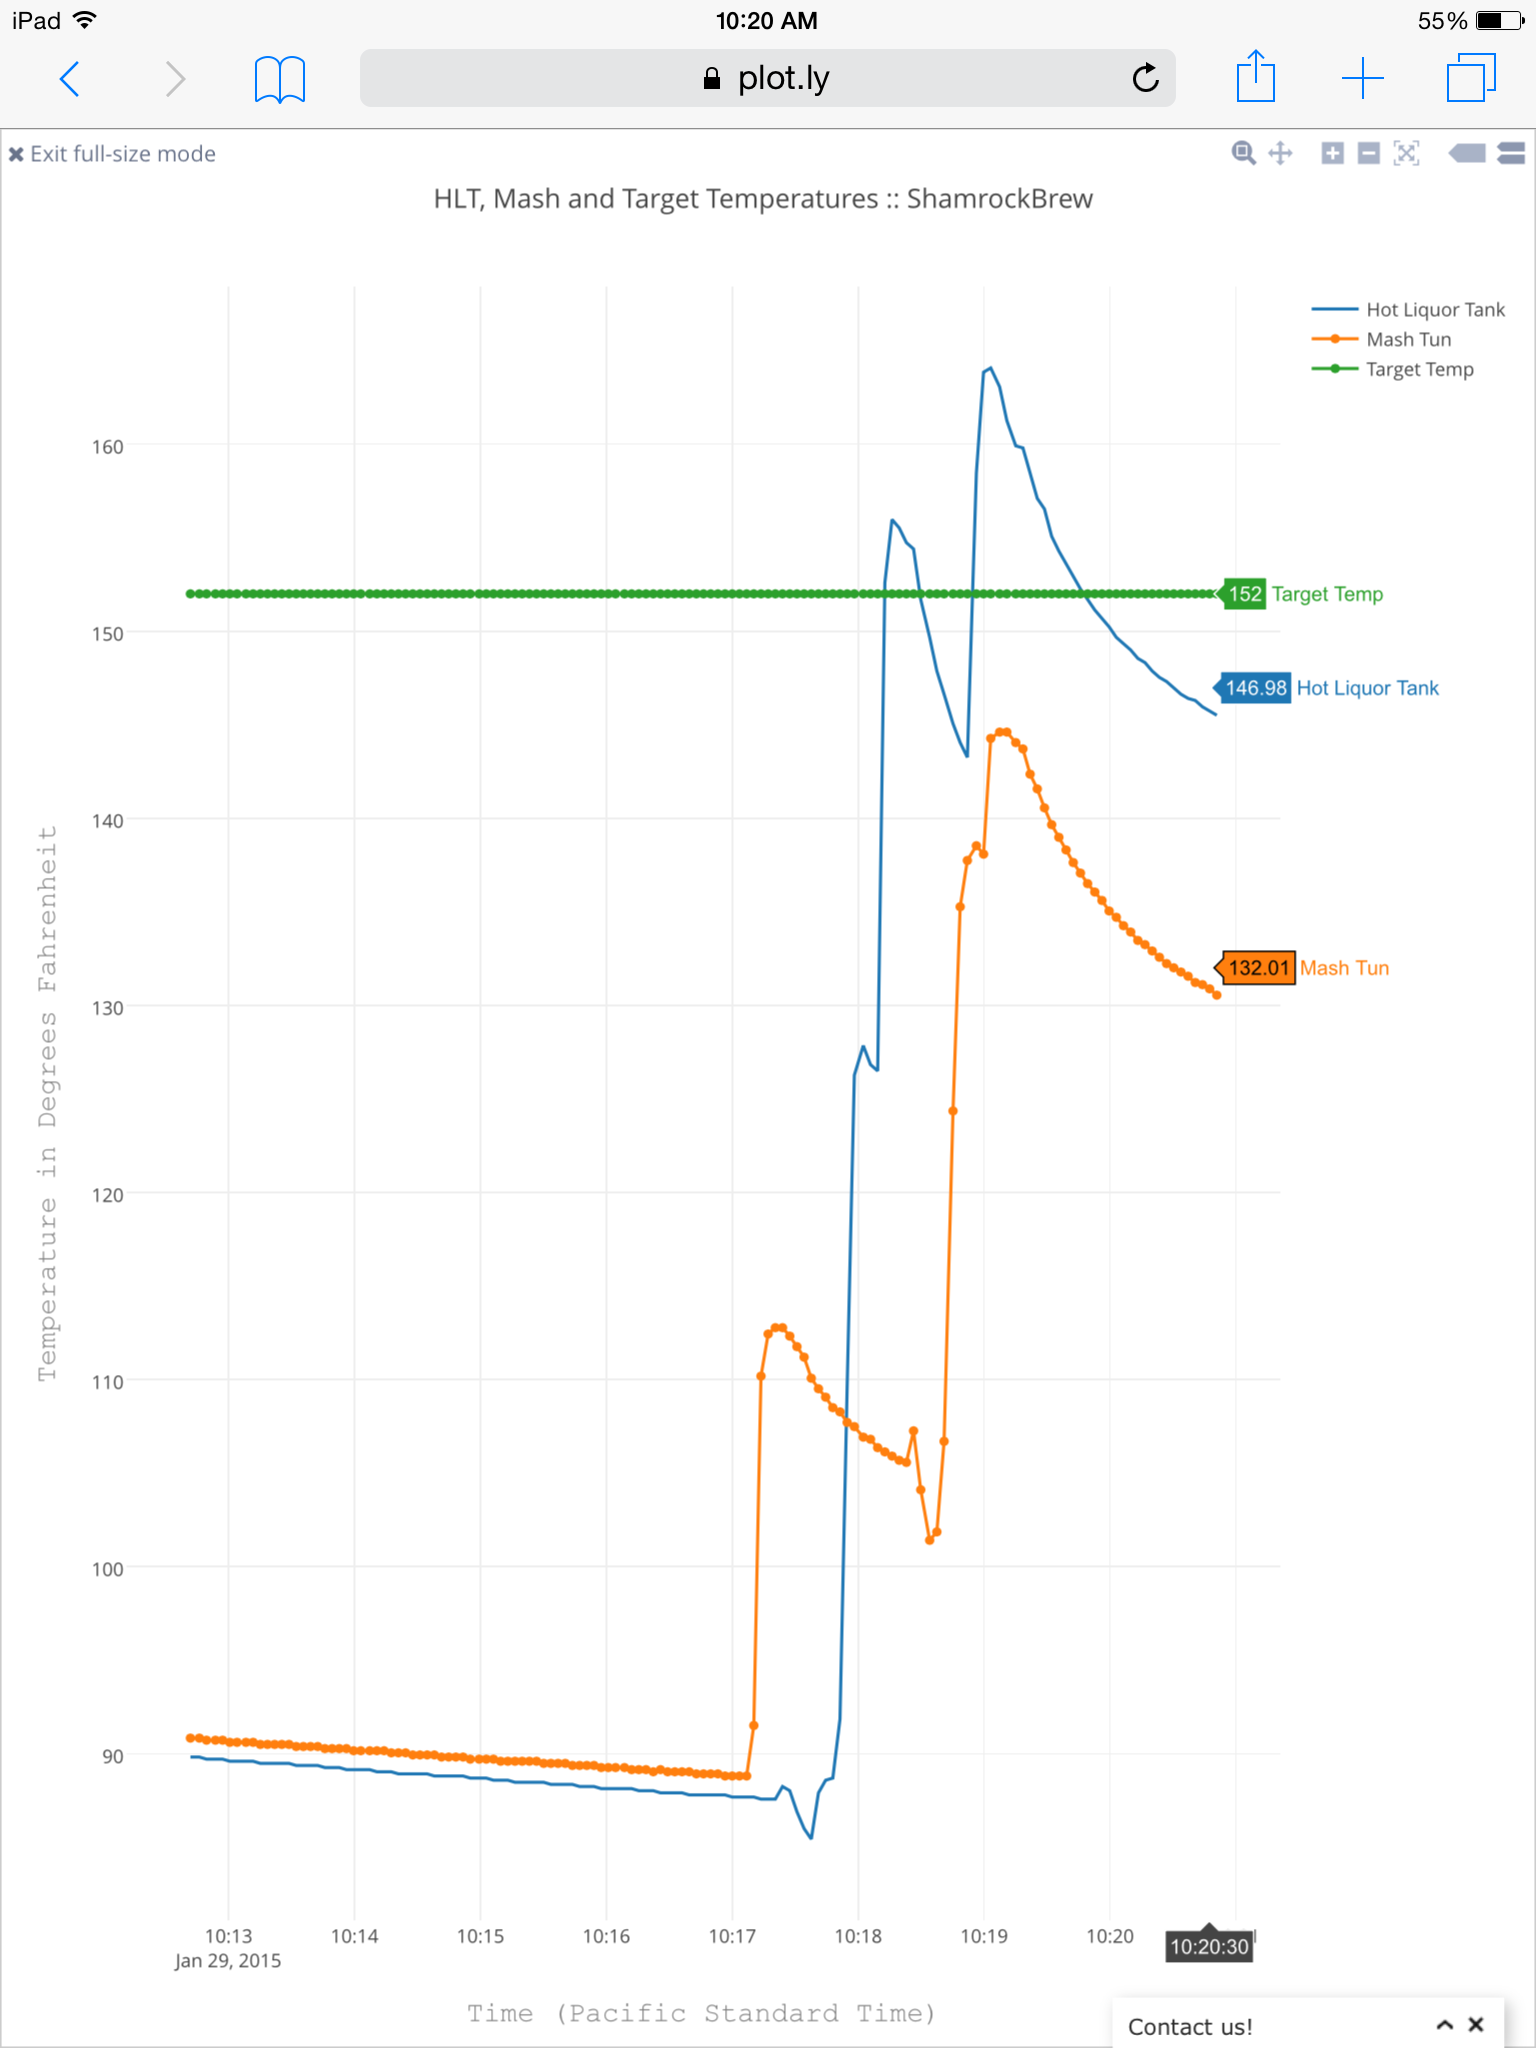 iPad 10:20 AM 55%
plot.ly
Exit full-size mode
HLT, Mash and Target Temperatures :: ShamrockBrew
Hot Liquor Tank
Mash Tun
Target Temp
160
150
140
130
120
110
100
90
152 Target Temp
146.98 Hot Liquor Tank
132.01 Mash Tun
Temperature in Degrees Fahrenheit
10:13 10:14 10:15 10:16 10:17 10:18 10:19 10:20 10:20:30
Jan 29, 2015
Time (Pacific Standard Time)
Contact us!